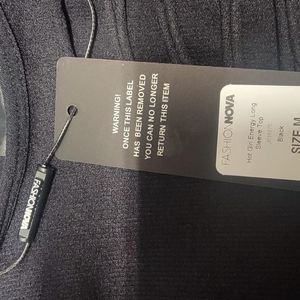 WARNING!
ONCE THIS LABEL
HAS BEEN REMOVED
YOU CAN NO LONGER
RETURN THIS ITEM
FASHIONNOVA
Hot Girl Energy Long
Sleeve Top
Black
FASHIONNOVA